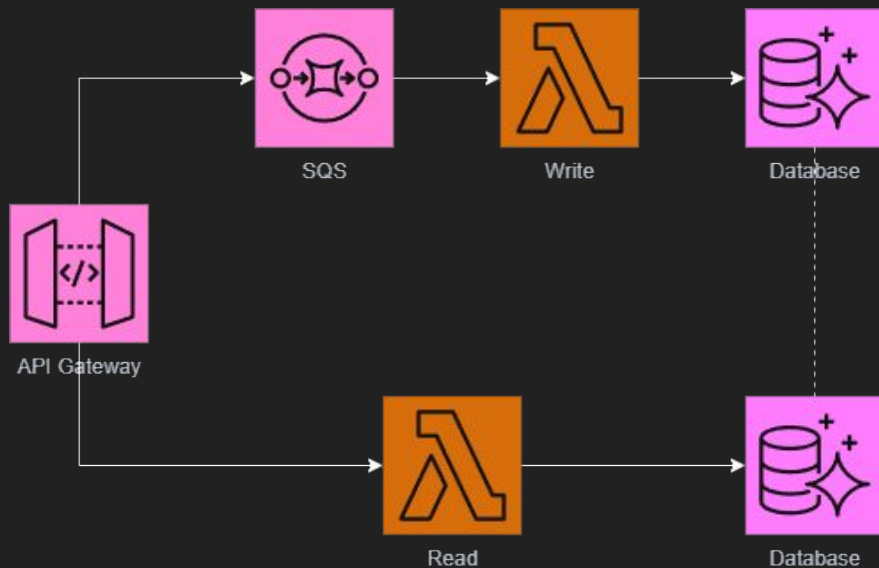 SQS
Write
Database
</>
API Gateway
Read
Database